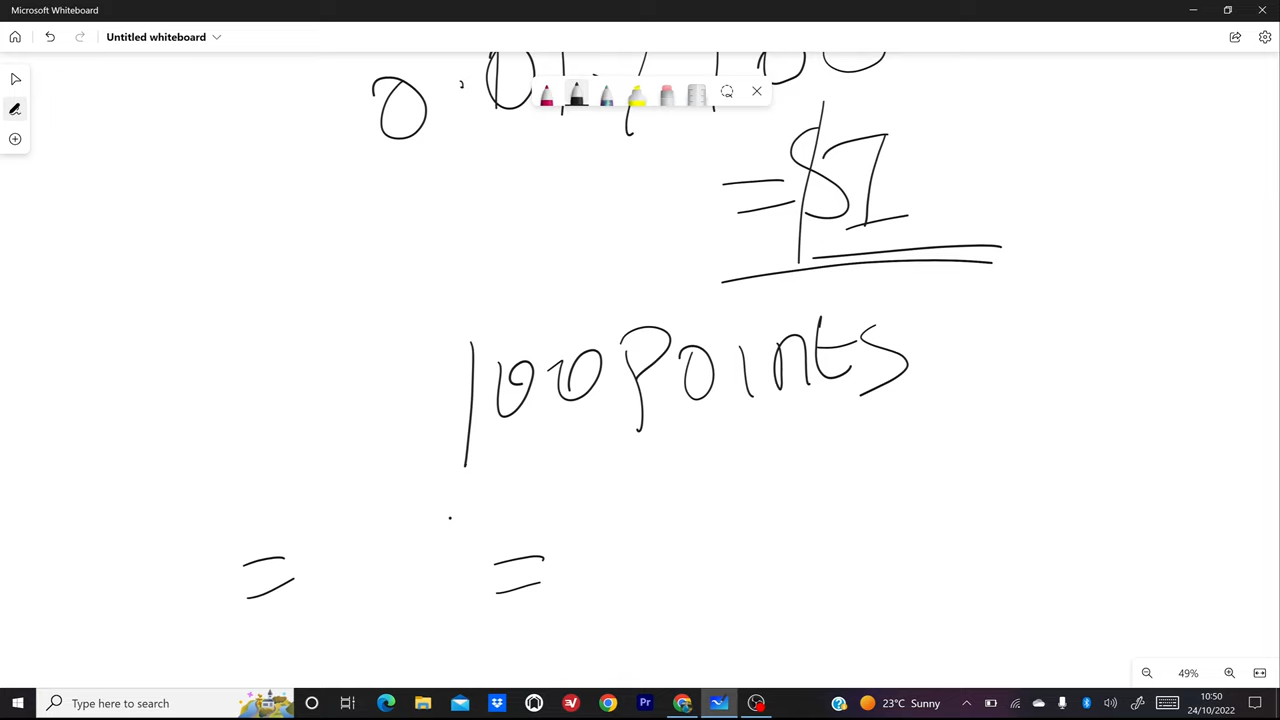 Microsoft Whiteboard
Untitled whiteboard
= $1
100 POINTS
= =
49%
Type here to search
Pr
23°C Sunny
10:50
24/10/2022